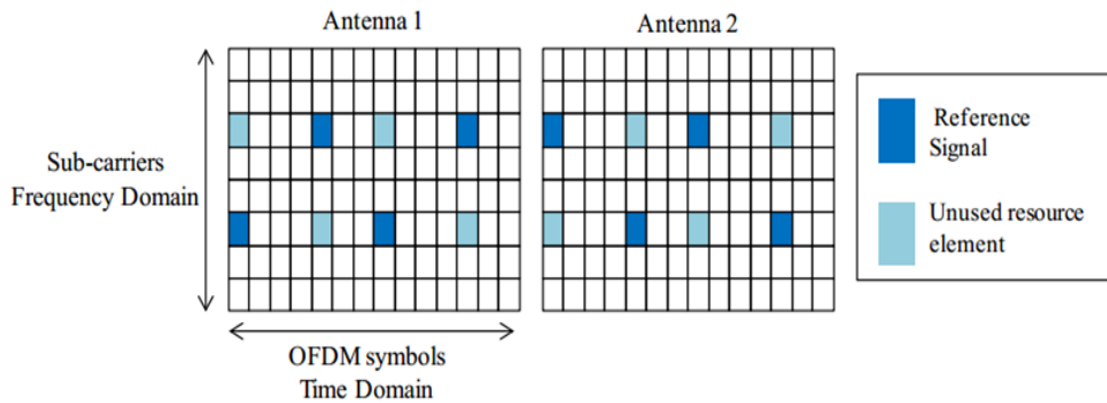 Antenna 1
Antenna 2
Sub-carriers
Frequency Domain
Reference
Signal
Unused resource
element
OFDM symbols
Time Domain